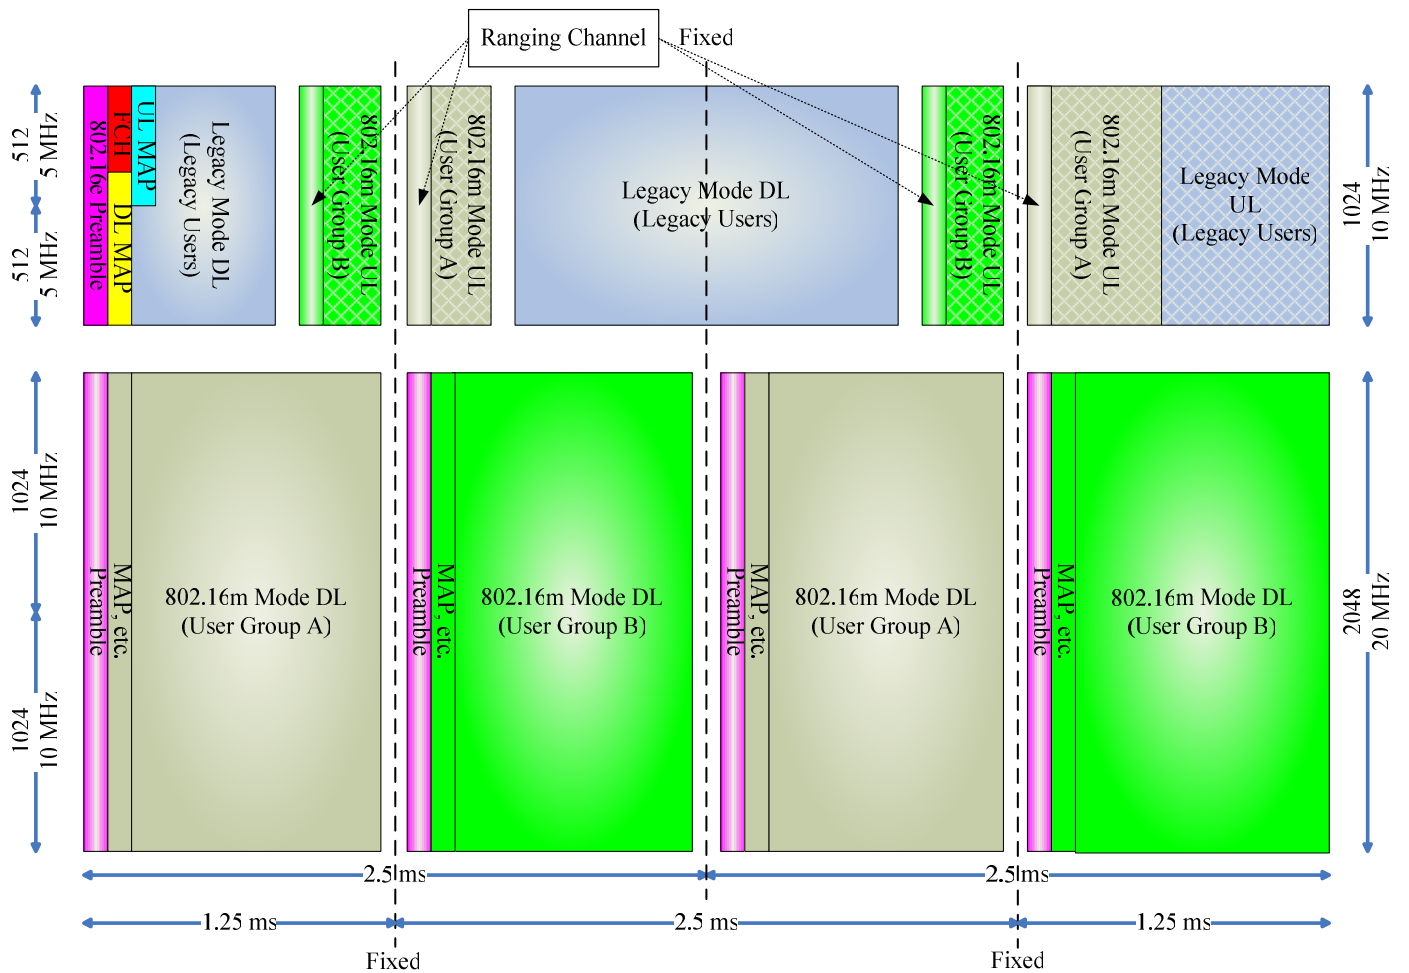 Ranging Channel
Fixed
512
5 MHz
512
5 MHz
802.16e Preamble
FCH
DL MAP
UL MAP
Legacy Mode DL
(Legacy Users)
802.16m Mode UL
(User Group B)
802.16m Mode UL
(User Group A)
Legacy Mode DL
(Legacy Users)
802.16m Mode UL
(User Group B)
802.16m Mode UL
(User Group A)
Legacy Mode
UL
(Legacy Users)
1024
10 MHz
1024
10 MHz
1024
10 MHz
Preamble
MAP, etc.
802.16m Mode DL
(User Group A)
Preamble
MAP, etc.
802.16m Mode DL
(User Group B)
Preamble
MAP, etc.
802.16m Mode DL
(User Group A)
Preamble
MAP, etc.
802.16m Mode DL
(User Group B)
2048
20 MHz
2.5 ms
2.5 ms
1.25 ms
2.5 ms
1.25 ms
Fixed
Fixed